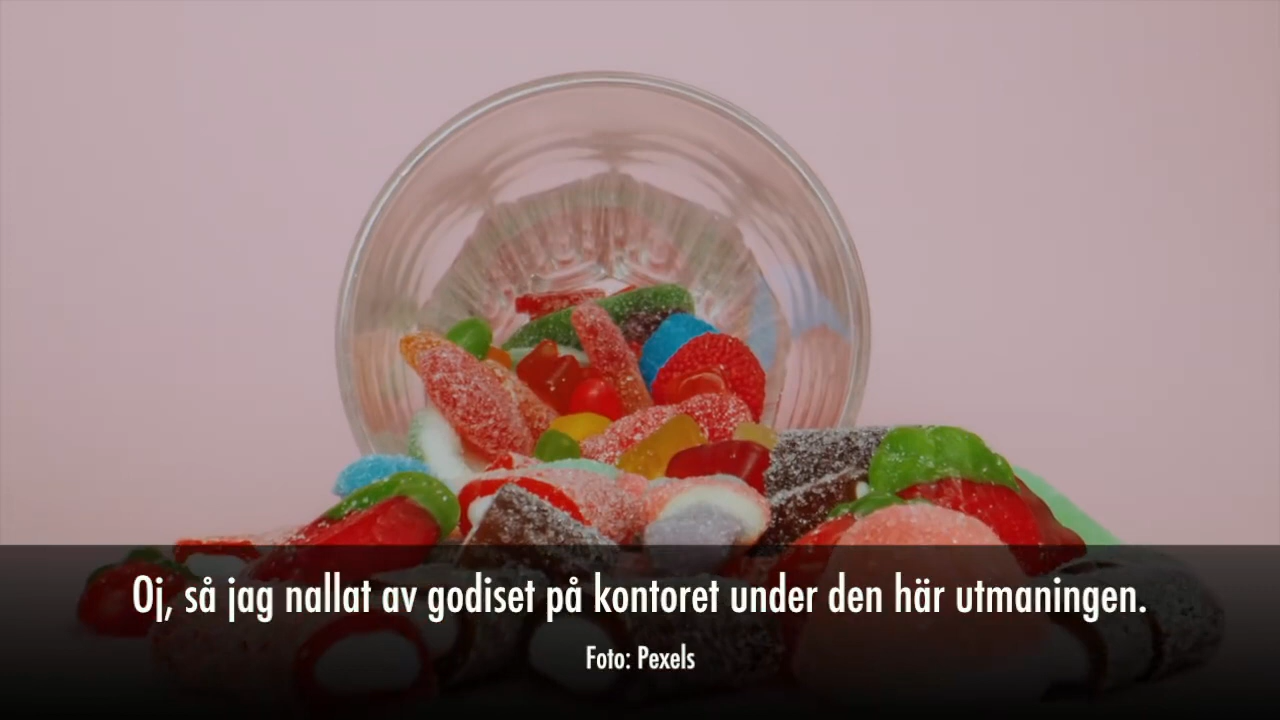 Oj, så jag nallat av godiset på kontoret under den här utmaningen.
Foto: Pexels